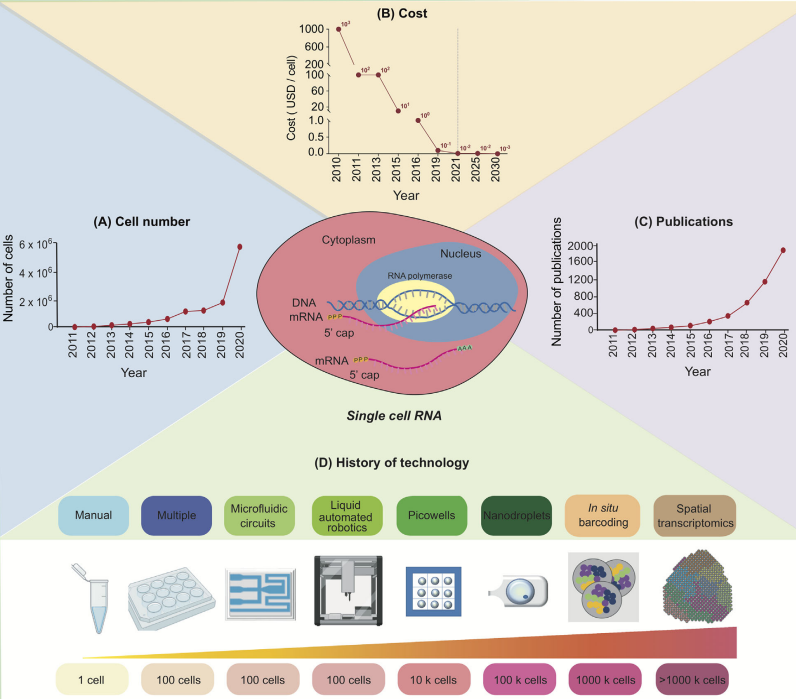 (B) Cost
Cost ( USD / cell)
1000
600
200
100
60
20
1.0
0.5
0.0
10³
10²
10²
10¹
10⁰
10⁻¹
10⁻²
10⁻²
10⁻³
2010
2011
2013
2015
2016
2019
2021
2025
2030
Year
(A) Cell number
Number of cells
6 x 10⁶
4 x 10⁶
2 x 10⁶
0
2011
2012
2013
2014
2015
2016
2017
2018
2019
2020
Year
Cytoplasm
Nucleus
RNA polymerase
DNA
mRNA
PPP
5' cap
mRNA
PPP
AAA
5' cap
Single cell RNA
(C) Publications
Number of publications
2000
1600
1200
800
400
0
2011
2012
2013
2014
2015
2016
2017
2018
2019
2020
Year
(D) History of technology
Manual
Multiple
Microfluidic
circuits
Liquid
automated
robotics
Picowells
Nanodroplets
In situ
barcoding
Spatial
transcriptomics
1 cell
100 cells
100 cells
100 cells
10 k cells
100 k cells
1000 k cells
>1000 k cells